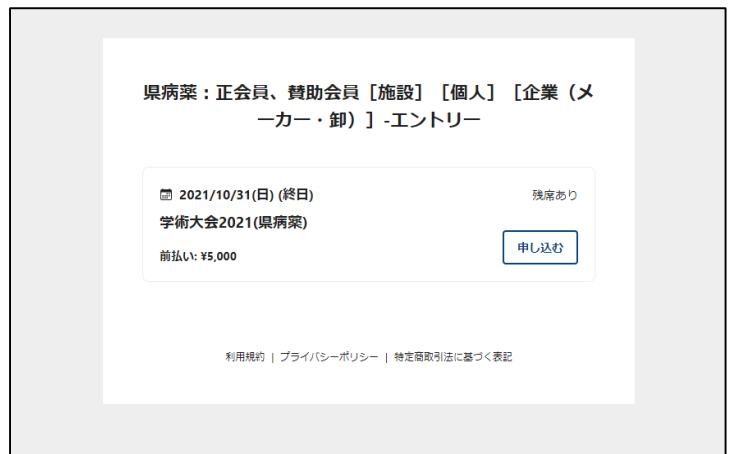 県病薬：正会員、賛助会員［施設］［個人］［企業（メ
ーカー・卸）］-エントリー
2021/10/31(日) (終日)
残席あり
学術大会2021(県病薬)
前払い: ¥5,000
申し込む
利用規約 | プライバシーポリシー | 特定商取引法に基づく表記